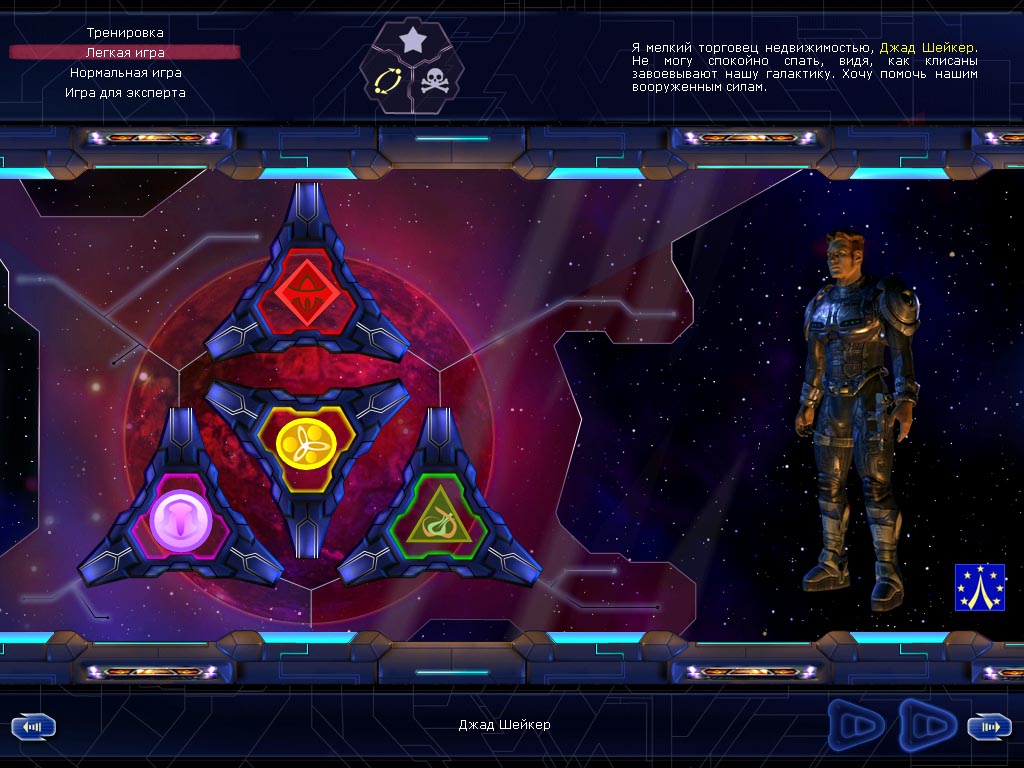 Тренировка
Легкая игра
Нормальная игра
Игра для эксперта
Я мелкий торговец недвижимостью, Джад Шейкер.
Не могу спокойно спать, видя, как клисаны
завоевывают нашу галактику. Хочу помочь нашим
вооруженным силам.
Джад Шейкер